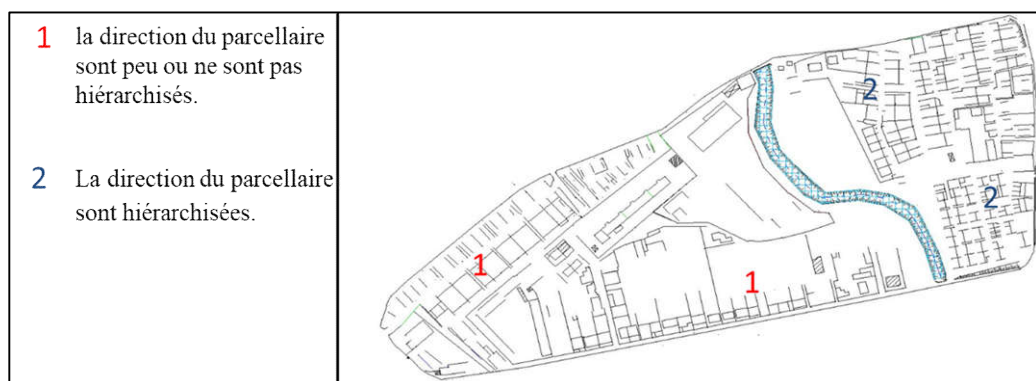 1 la direction du parcellaire
sont peu ou ne sont pas
hiérarchisés.
2 La direction du parcellaire
sont hiérarchisées.
2
2
1
1